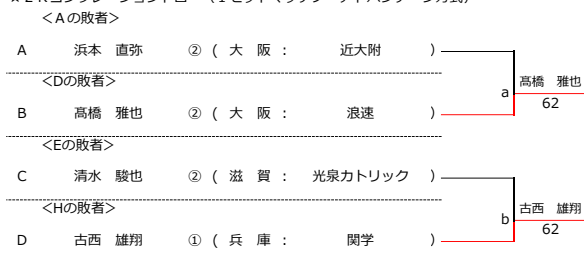 <Aの敗者>
A 浜本 直弥 ② ( 大 阪 : 近大附 )
<Dの敗者>
a 髙橋 雅也
62
B 髙橋 雅也 ② ( 大 阪 : 浪速 )
<Eの敗者>
C 清水 駿也 ② ( 滋 賀 : 光泉カトリック )
<Hの敗者>
b 古西 雄翔
62
D 古西 雄翔 ① ( 兵 庫 : 関学 )